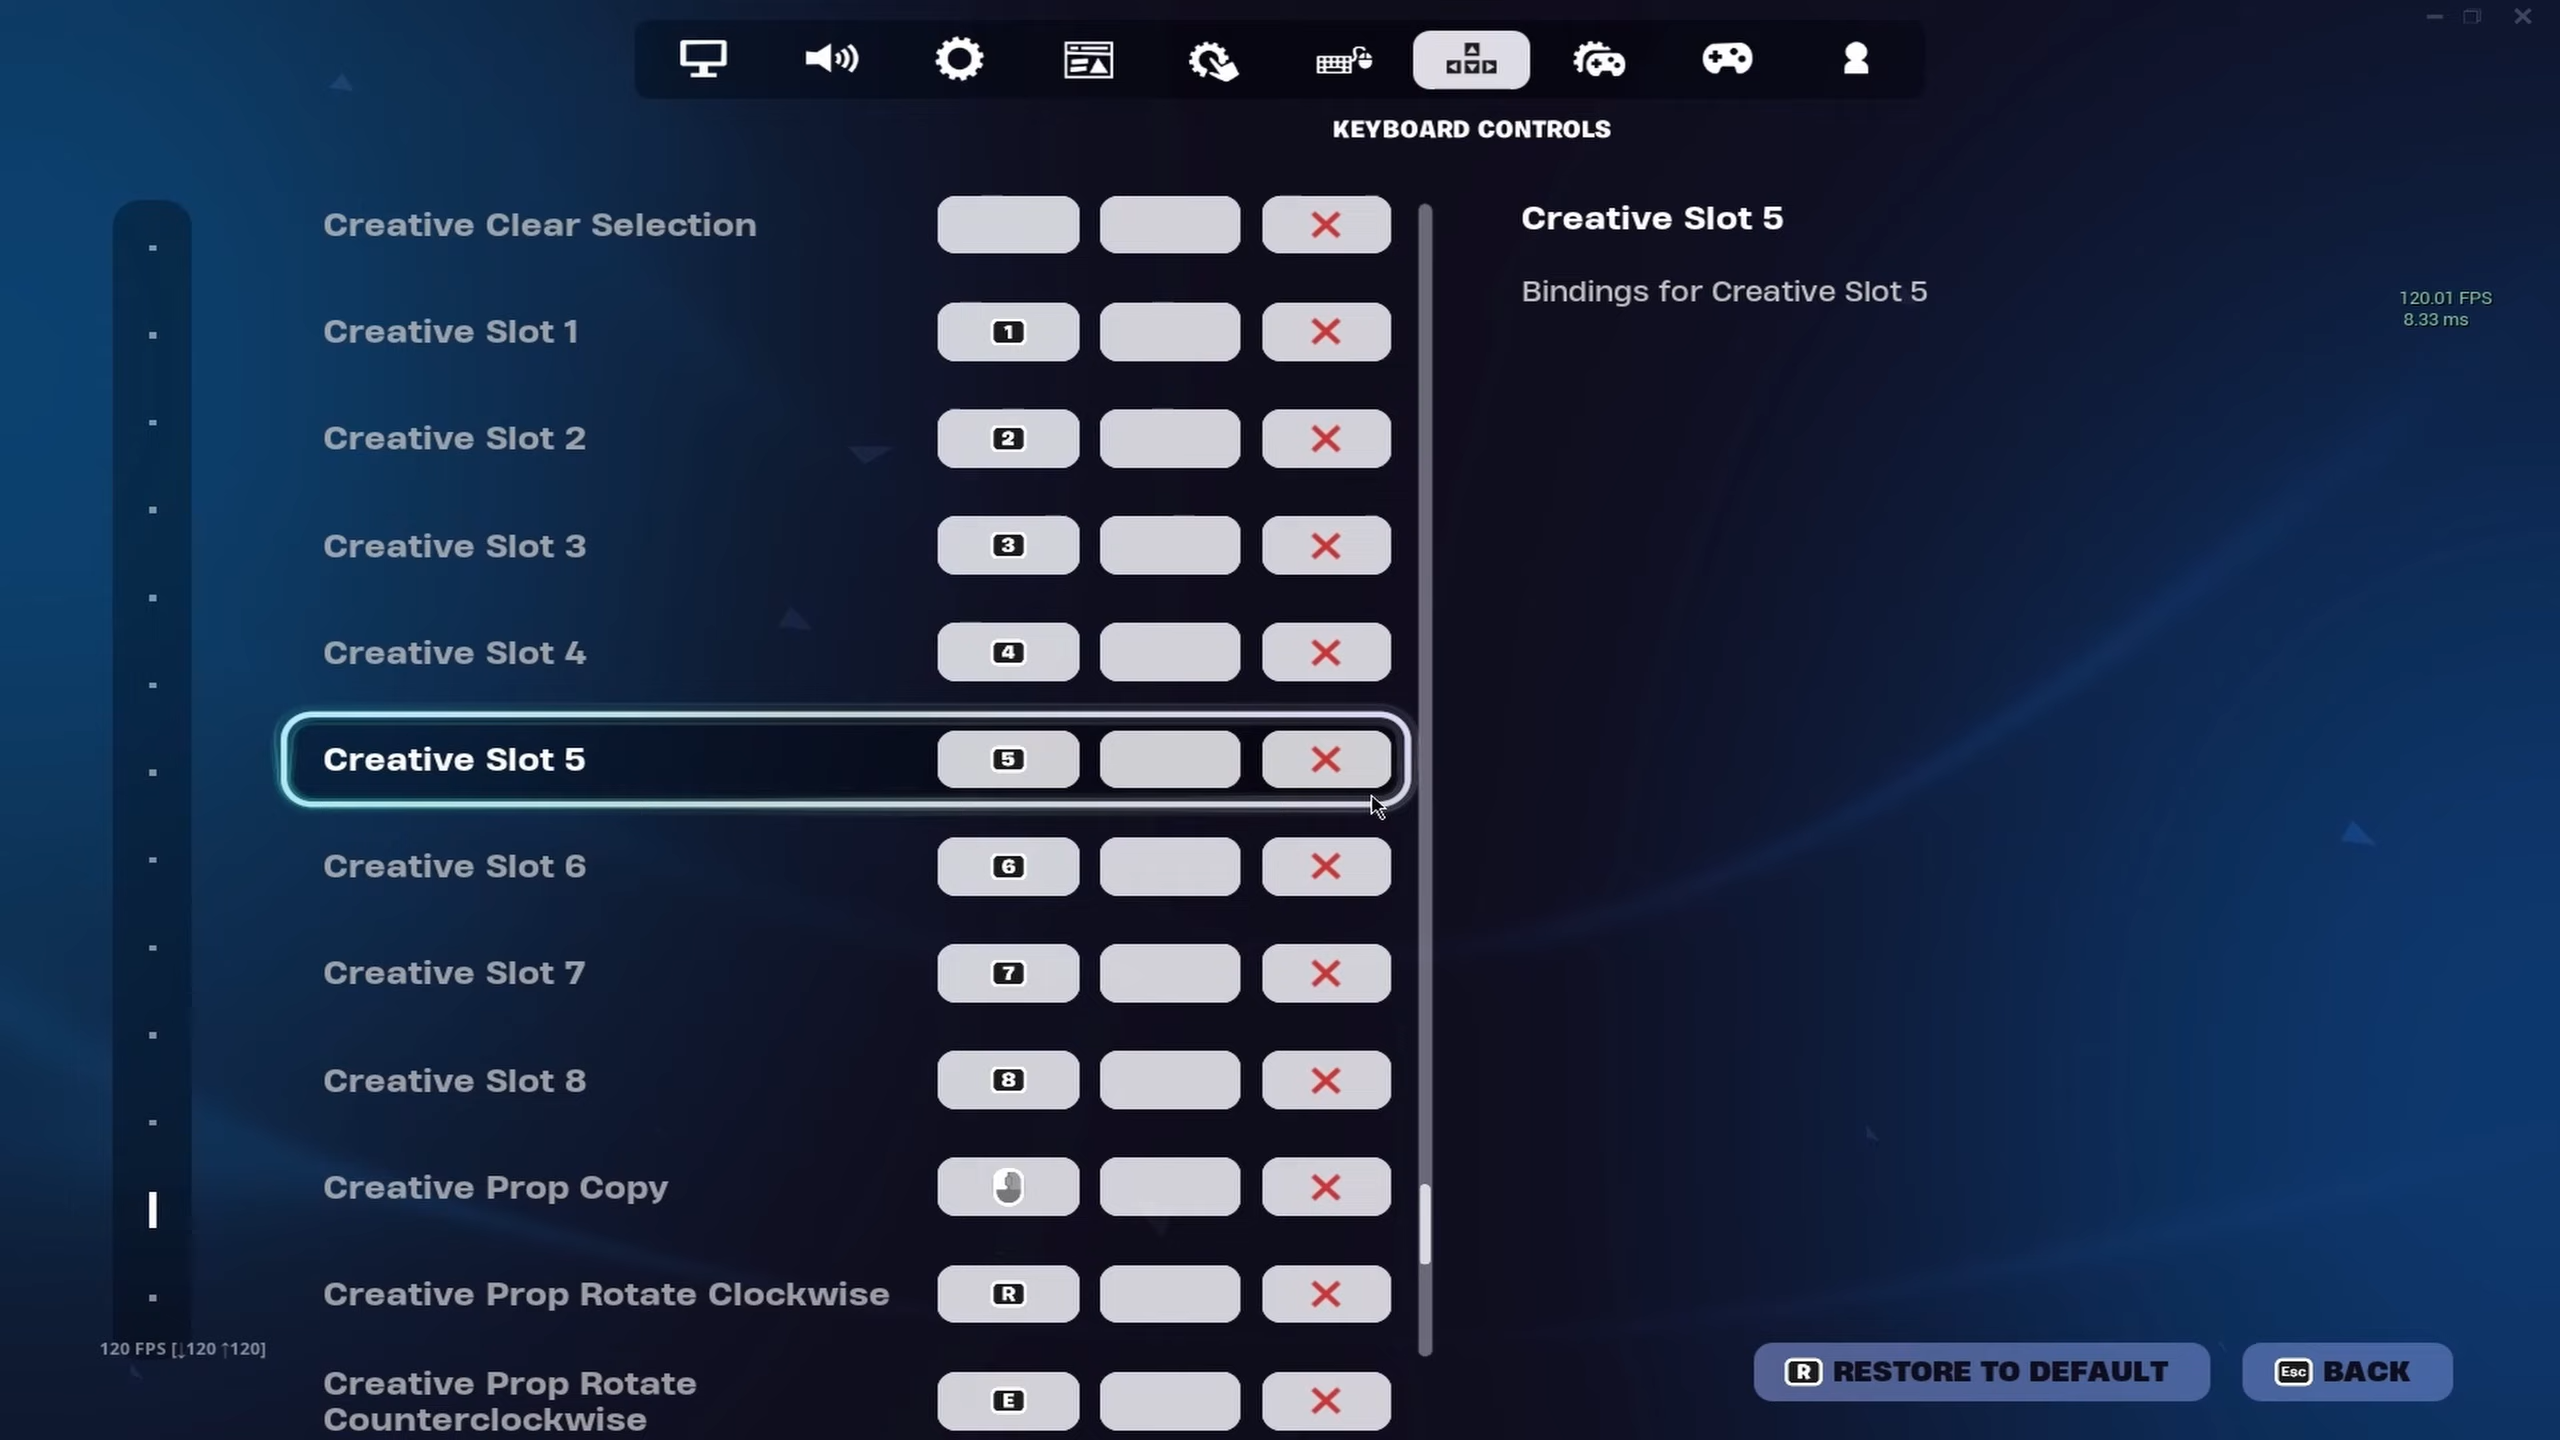 KEYBOARD CONTROLS
Creative Clear Selection
Creative Slot 1
1
Creative Slot 2
2
Creative Slot 3
3
Creative Slot 4
4
Creative Slot 5
5
Creative Slot 6
6
Creative Slot 7
7
Creative Slot 8
8
Creative Prop Copy
Creative Prop Rotate Clockwise
R
Creative Prop Rotate
Counterclockwise
E
Creative Slot 5
Bindings for Creative Slot 5
120.01 FPS
8.33 ms
120 FPS [↓120 ↑120]
R RESTORE TO DEFAULT
Esc BACK